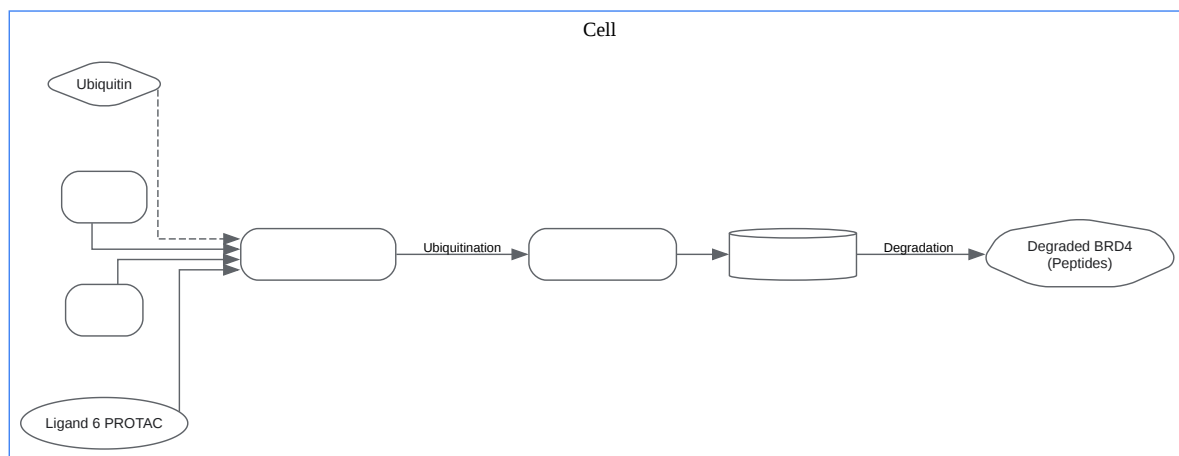 Cell
Ubiquitin
Ubiquitination
Degradation
Degraded BRD4
(Peptides)
Ligand 6 PROTAC